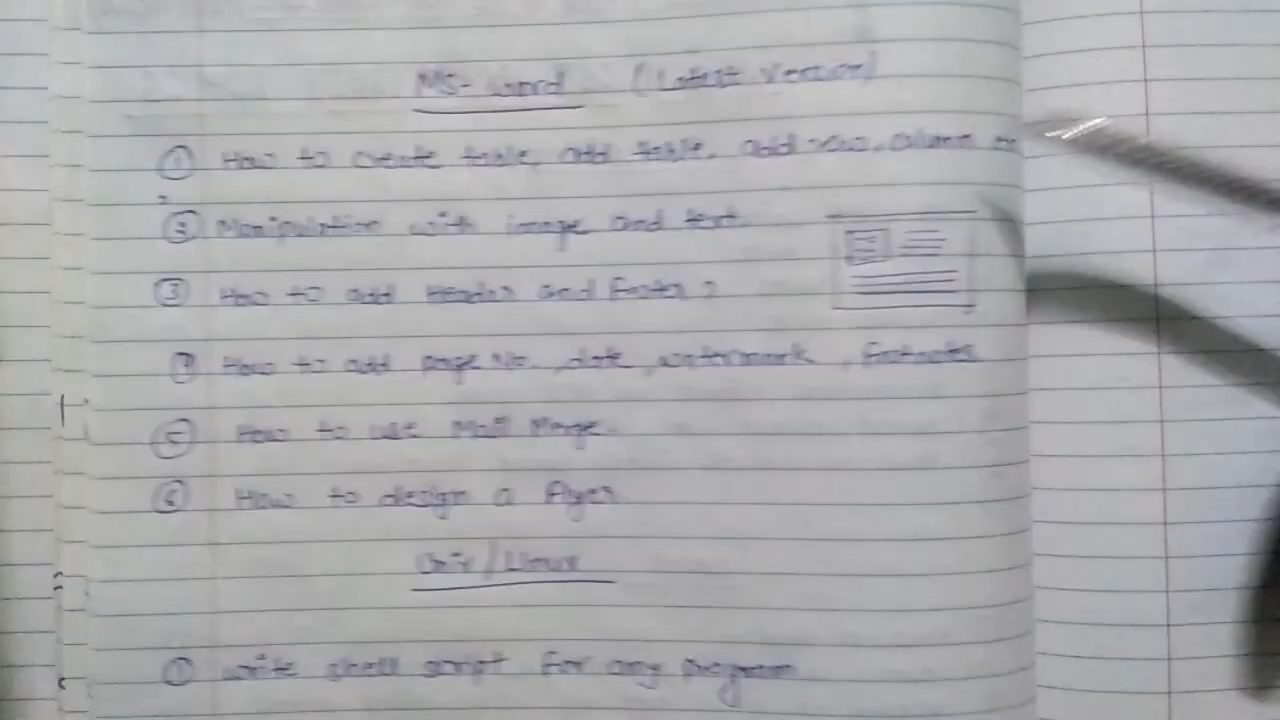 MS-Word (Latest Version)
① How to create table, add table, add row, column
② Manipulation with image and text.
③ How to add Header and Footer?
④ How to add page No., date, watermark, Footnotes
⑤ How to use Mail Merge.
⑥ How to design a flyer
Unix/Linux
① write shell script for any program